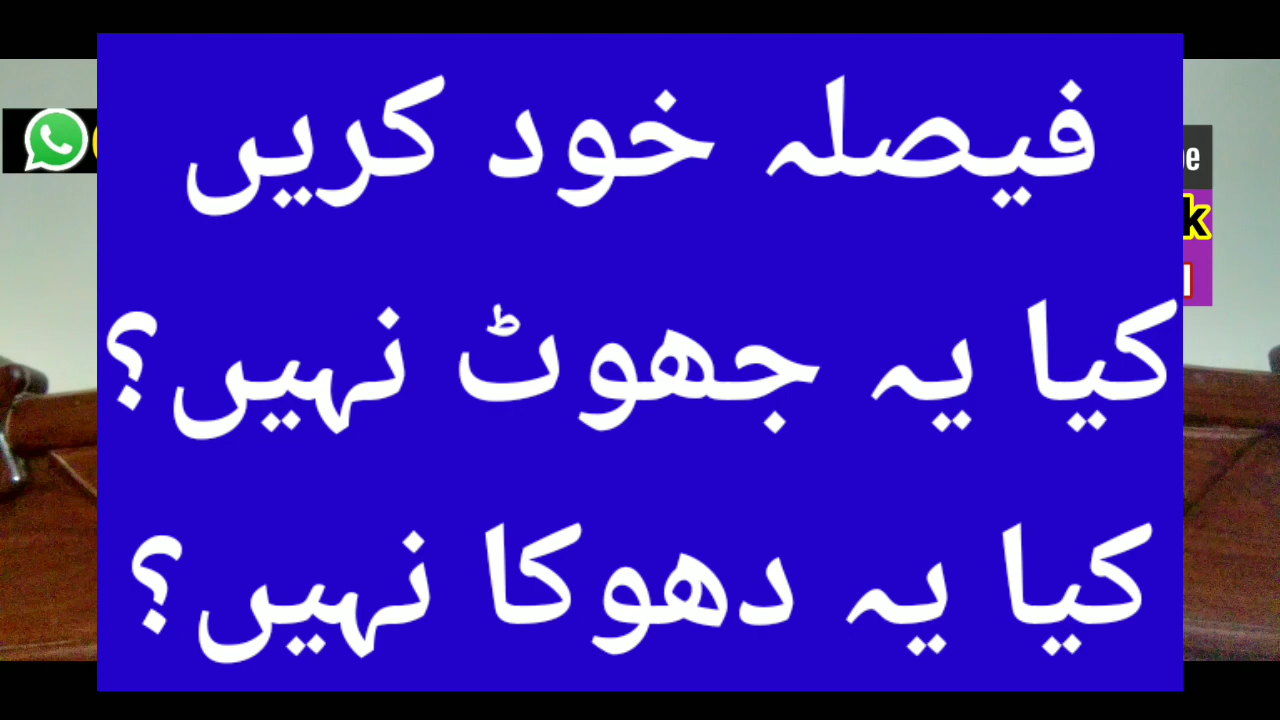 فیصلہ خود کریں
کیا یہ جھوٹ نہیں؟
کیا یہ دھوکا نہیں؟